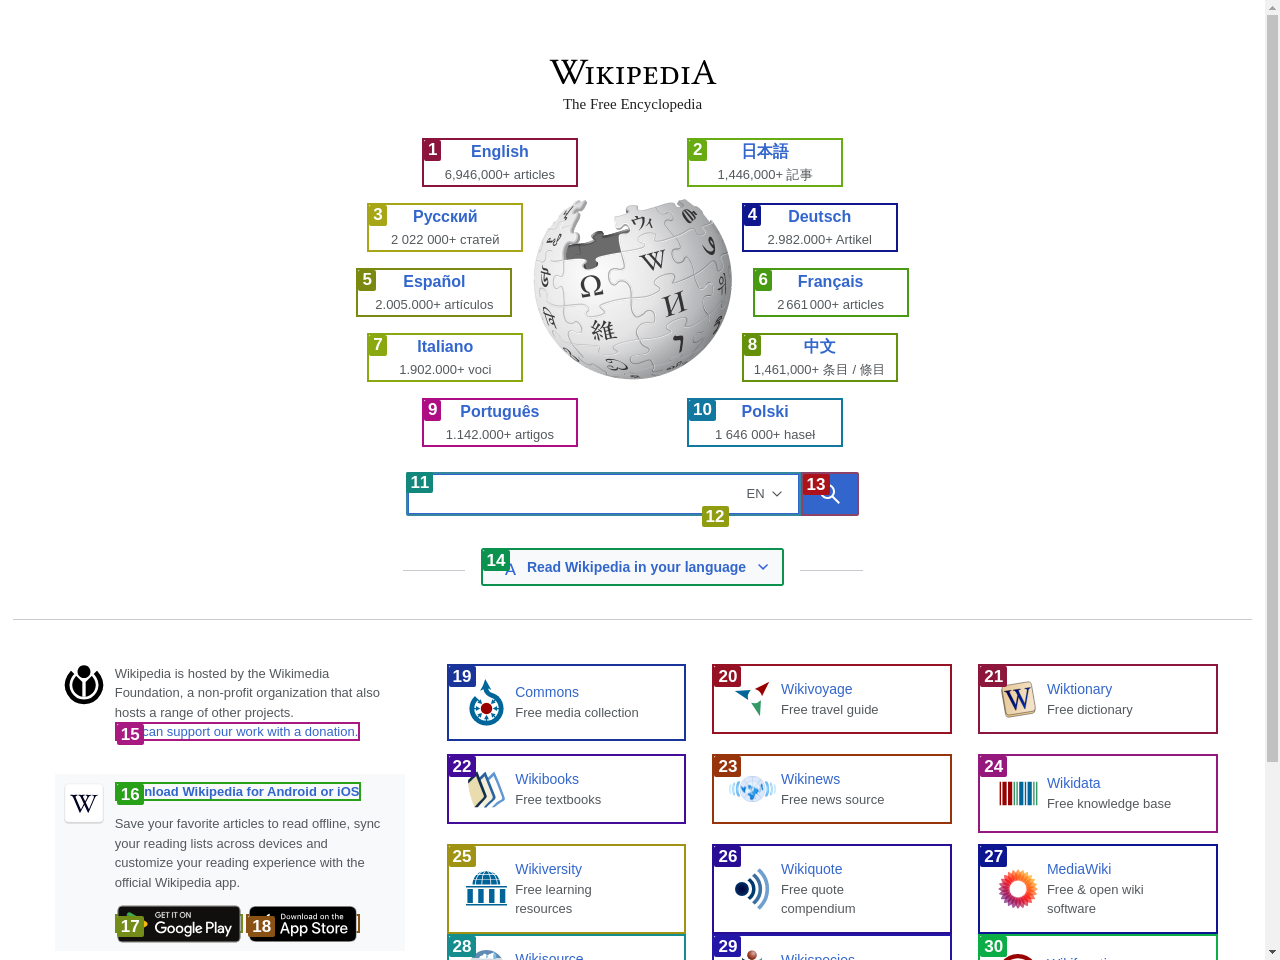 WIKIPEDIA
The Free Encyclopedia
1 English
6,946,000+ articles
2 日本語
1,446,000+ 記事
3 Русский
2 022 000+ статей
4 Deutsch
2.982.000+ Artikel
5 Español
2.005.000+ artículos
6 Français
2 661 000+ articles
7 Italiano
1.902.000+ voci
8 中文
1,461,000+ 条目 / 條目
9 Português
1.142.000+ artigos
10 Polski
1 646 000+ haseł
Ω W И 維 ウィ
11 EN
12
13
14 A Read Wikipedia in your language
Wikipedia is hosted by the Wikimedia
Foundation, a non-profit organization that also
hosts a range of other projects.
15 can support our work with a donation.
W
16 nload Wikipedia for Android or iOS
Save your favorite articles to read offline, sync
your reading lists across devices and
customize your reading experience with the
official Wikipedia app.
17 GET IT ON
Google Play
18 Download on the
App Store
19 Commons
Free media collection
20 Wikivoyage
Free travel guide
21 W Wiktionary
Free dictionary
22 Wikibooks
Free textbooks
23 Wikinews
Free news source
24 Wikidata
Free knowledge base
25 Wikiversity
Free learning
resources
26 Wikiquote
Free quote
compendium
27 MediaWiki
Free & open wiki
software
28 Wikisource
29 Wikispecies
30